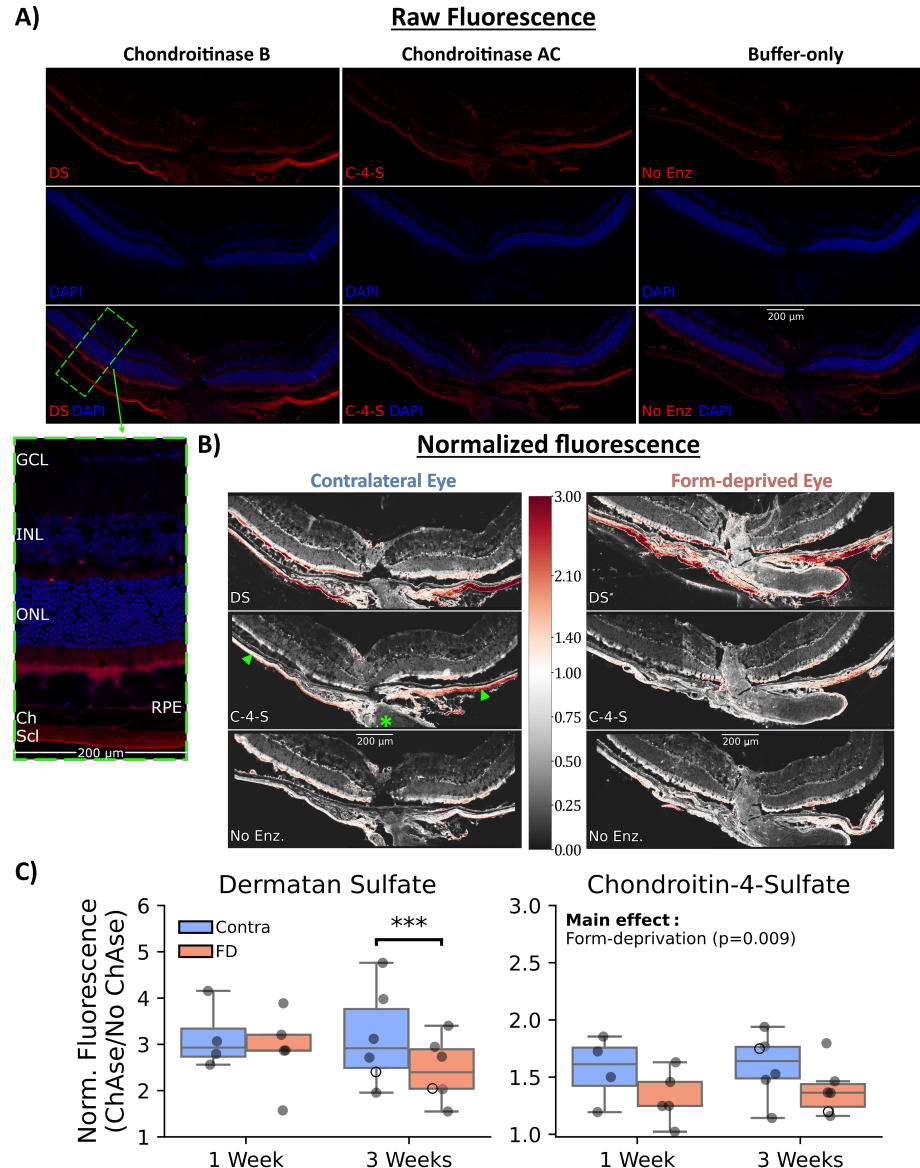 A)
Raw Fluorescence
Chondroitinase B
Chondroitinase AC
Buffer-only
DS
C-4-S
No Enz
DAPI
DAPI
DAPI
200 µm
DS DAPI
C-4-S DAPI
No Enz DAPI
GCL
INL
ONL
RPE
Ch
Scl
200 µm
B)
Normalized fluorescence
Contralateral Eye
Form-deprived Eye
DS
C-4-S
*
200 µm
No Enz.
3.00
2.10
1.40
1.00
0.75
0.50
0.25
0.00
DS
C-4-S
200 µm
No Enz.
C)
Dermatan Sulfate
Norm. Fluorescence
(ChAse/No ChAse)
6
5
4
3
2
1
Contra
FD
***
1 Week
3 Weeks
Chondroitin-4-Sulfate
3.0
2.5
2.0
1.5
1.0
Main effect:
Form-deprivation (p=0.009)
1 Week
3 Weeks